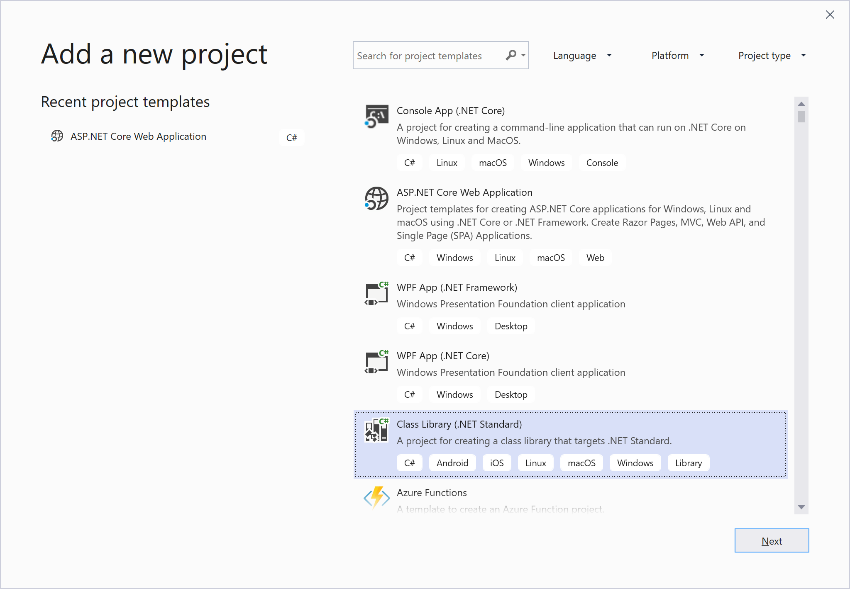 Add a new project
Search for project templates
Language
Platform
Project type
Recent project templates
ASP.NET Core Web Application
C#
Console App (.NET Core)
A project for creating a command-line application that can run on .NET Core on
Windows, Linux and MacOS.
C# Linux macOS Windows Console
ASP.NET Core Web Application
Project templates for creating ASP.NET Core applications for Windows, Linux and
macOS using .NET Core or .NET Framework. Create Razor Pages, MVC, Web API, and
Single Page (SPA) Applications.
C# Windows Linux macOS Web
C#
WPF App (.NET Framework)
Windows Presentation Foundation client application
C# Windows Desktop
C#
WPF App (.NET Core)
Windows Presentation Foundation client application
C# Windows Desktop
C#
Class Library (.NET Standard)
A project for creating a class library that targets .NET Standard.
C# Android iOS Linux macOS Windows Library
Azure Functions
A template to create an Azure Function project.
Next